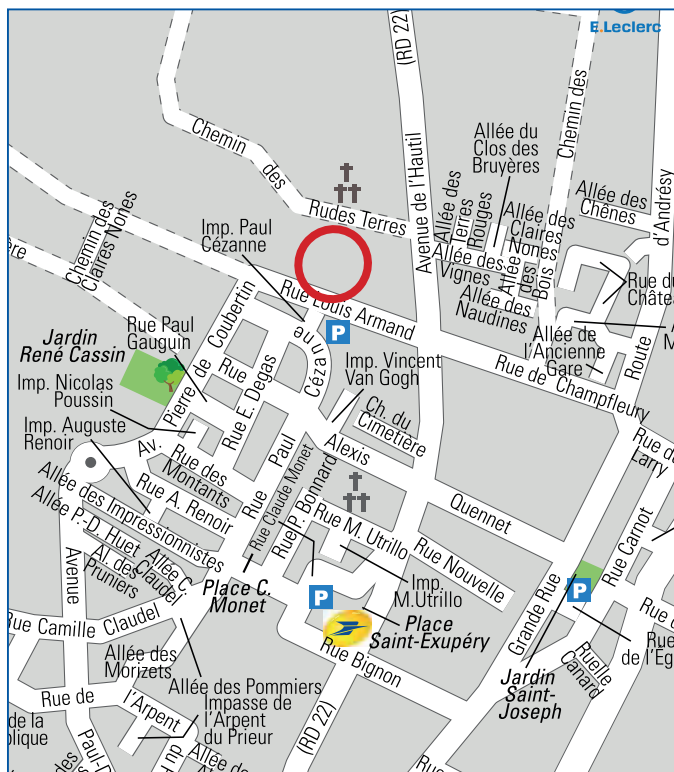 E.Leclerc
(RD 22)
Chemin des
Rudes Terres
Avenue de l'Hautil
Allée du
Clos des
Bruyères
Chemin des
Allée des
Terres
Rouges
Allée des
Claires
Nones
Allée des
Chênes
d'Andrésy
Chemin des
Claires Nones
Imp. Paul
Cézanne
Allée des
Vignes
Allée
des
Bois
Allée des
Naudines
Rue du
Chât
ère
Rue Louis Armand
P
Jardin
René Cassin
Rue Paul
Gauguin
Av. Pierre de Coubertin
Allée de
l'Ancienne
Gare
M
Route
Rue de Champfleury
Imp. Nicolas
Poussin
Rue E. Degas
Rue Paul Cézanne
Imp. Vincent
Van Gogh
Ch. du
Cimetière
Imp. Auguste
Renoir
Rue Alexis Quennet
Rue de
Larry
Rue des
Montants
Rue A. Renoir
Allée des Impressionnistes
Allée P.-D. Huet
Al. des
Pruniers
Allée C.
Claudel
Rue Claude Monet
Rue P. Bonnard
Rue M. Utrillo
Rue Nouvelle
Rue Carnot
Avenue
Place C.
Monet
P
Imp.
M.Utrillo
Place
Saint-Exupéry
Grande Rue
P
Rue Camille Claudel
Rue Bignon
Rue
de l'Eg
Ruelle
Canard
Rue d
Allée des
Morizets
Allée des Pommiers
Impasse de
l'Arpent
du Prieur
Jardin
Saint-
Joseph
Rue de l'Arpent
de la
olique
Paul-D
Allée de
(RD 22)
Rue